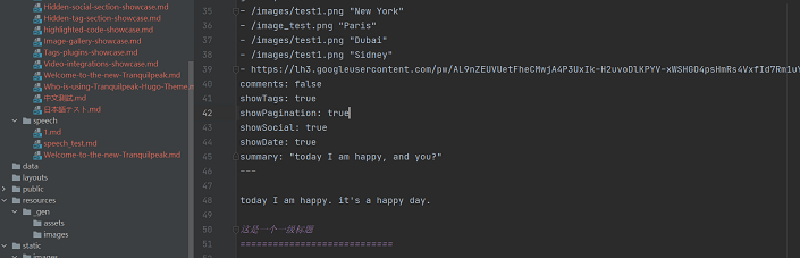 Hidden-social-section-showcase.md
Hidden-tag-section-showcase.md
highlighted-code-showcase.md
Image-gallery-showcase.md
Tags-plugins-showcase.md
Video-integrations-showcase.md
Welcome-to-the-new-Tranquilpeak.md
Who-is-using-Tranquilpeak-Hugo-Theme.m
中文测试.md
日本語テスト.md
speech
1.md
speech_test.md
Welcome-to-the-new-Tranquilpeak.md
data
layouts
public
resources
_gen
assets
images
static
images
35 - /images/test1.png "New York"
36 - /image_test.png "Paris"
37 - /images/test1.png "Dubai"
38 - /images/test1.png "Sidney"
39 - https://lh3.googleusercontent.com/pw/
40 comments: false
41 showTags: true
42 showPagination: true
43 showSocial: true
44 showDate: true
45 summary: "today I am happy, and you?"
46 ---
47
48 today I am happy. it's a happy day.
49
50 这是一个一级标题
51 ===========================